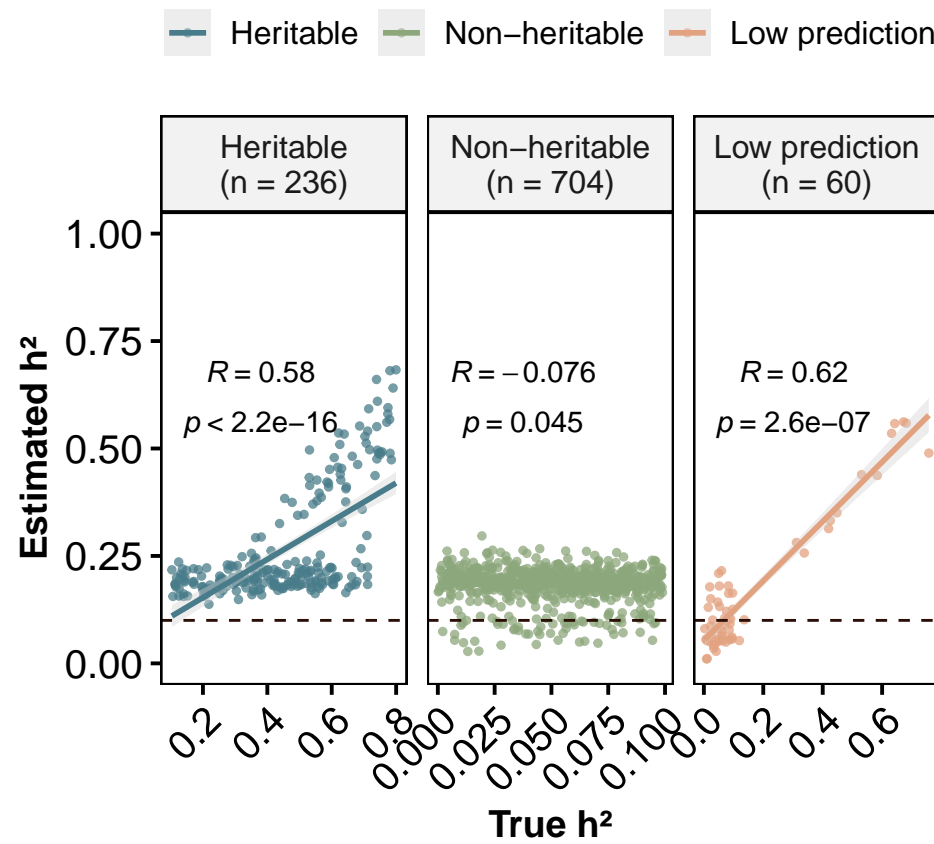 Heritable Non−heritable Low prediction
Heritable
(n = 236)
Non−heritable
(n = 704)
Low prediction
(n = 60)
Estimated h²
1.00
0.75
0.50
0.25
0.00
R = 0.58
p < 2.2e−16
R = −0.076
p = 0.045
R = 0.62
p = 2.6e−07
0.2 0.4 0.6 0.8
0.000 0.025 0.050 0.075 0.100
0.0 0.2 0.4 0.6
True h²